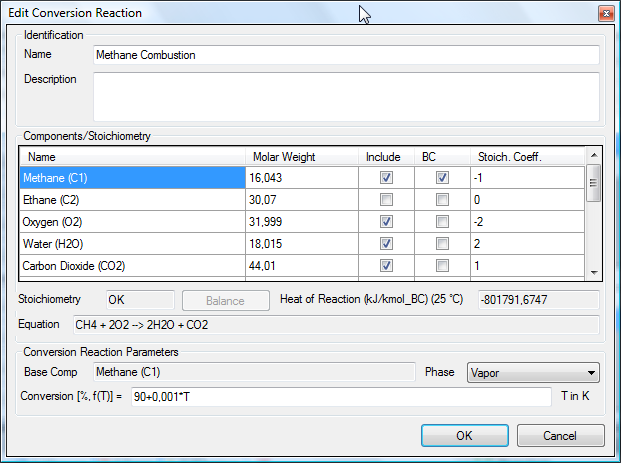 Edit Conversion Reaction
Identification
Name Methane Combustion
Description
Components/Stoichiometry
Name Molar Weight Include BC Stoich. Coeff.
Methane (C1) 16,043 -1
Ethane (C2) 30,07 0
Oxygen (O2) 31,999 -2
Water (H2O) 18,015 2
Carbon Dioxide (CO2) 44,01 1
Stoichiometry OK Balance Heat of Reaction (kJ/kmol_BC) (25 °C) -801791,6747
Equation CH4 + 2O2 --> 2H2O + CO2
Conversion Reaction Parameters
Base Comp Methane (C1) Phase Vapor
Conversion [%, f(T)] = 90+0,001*T T in K
OK Cancel